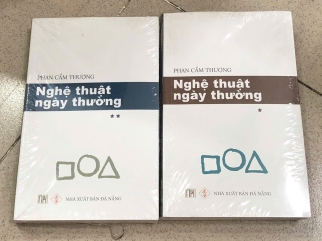 PHAN CẨM THƯỢNG
Nghệ thuật
ngày thường
**
NHÀ XUẤT BẢN ĐÀ NẴNG
PHAN CẨM THƯỢNG
Nghệ thuật
ngày thường
*
NHÀ XUẤT BẢN ĐÀ NẴNG